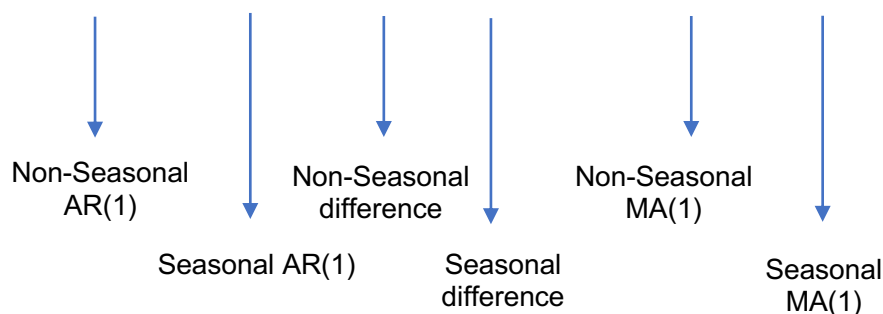 Non-Seasonal
AR(1)
Seasonal AR(1)
Non-Seasonal
difference
Seasonal
difference
Non-Seasonal
MA(1)
Seasonal
MA(1)